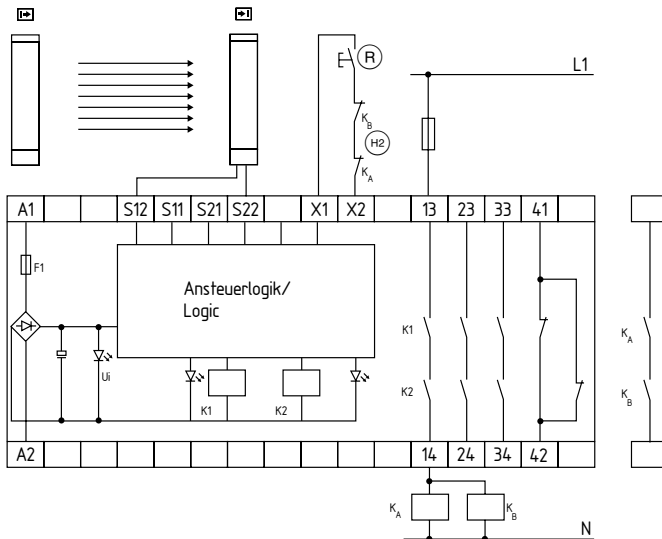 R
L1
K_B
H2
K_A
A1 S12 S11 S21 S22 X1 X2 13 23 33 41
F1
Ansteuerlogik/
Logic
K1
K_A
Ui
K1 K2
K2
K_B
A2 14 24 34 42
K_A
K_B
N